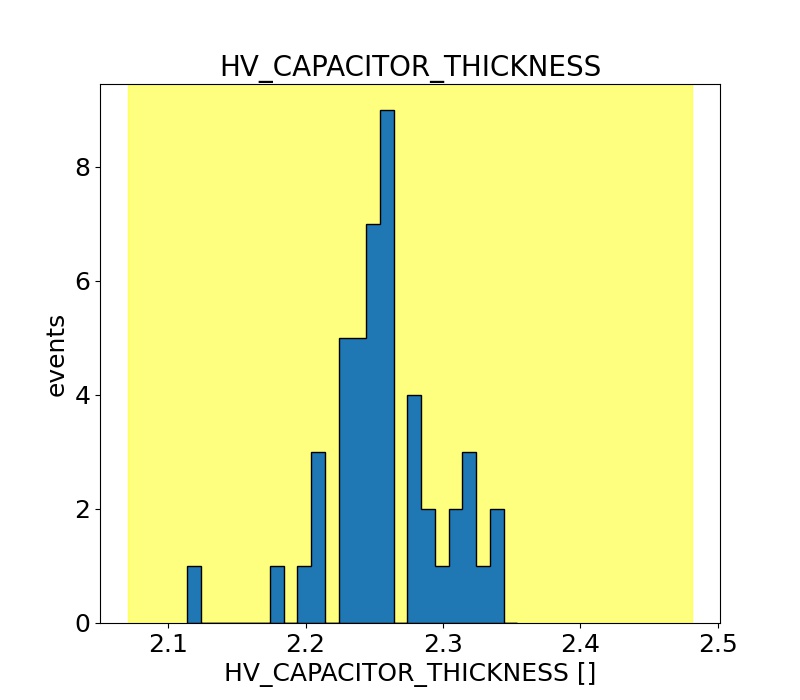 HV_CAPACITOR_THICKNESS
8
6
4
2
0
events
2.1 2.2 2.3 2.4 2.5
HV_CAPACITOR_THICKNESS []